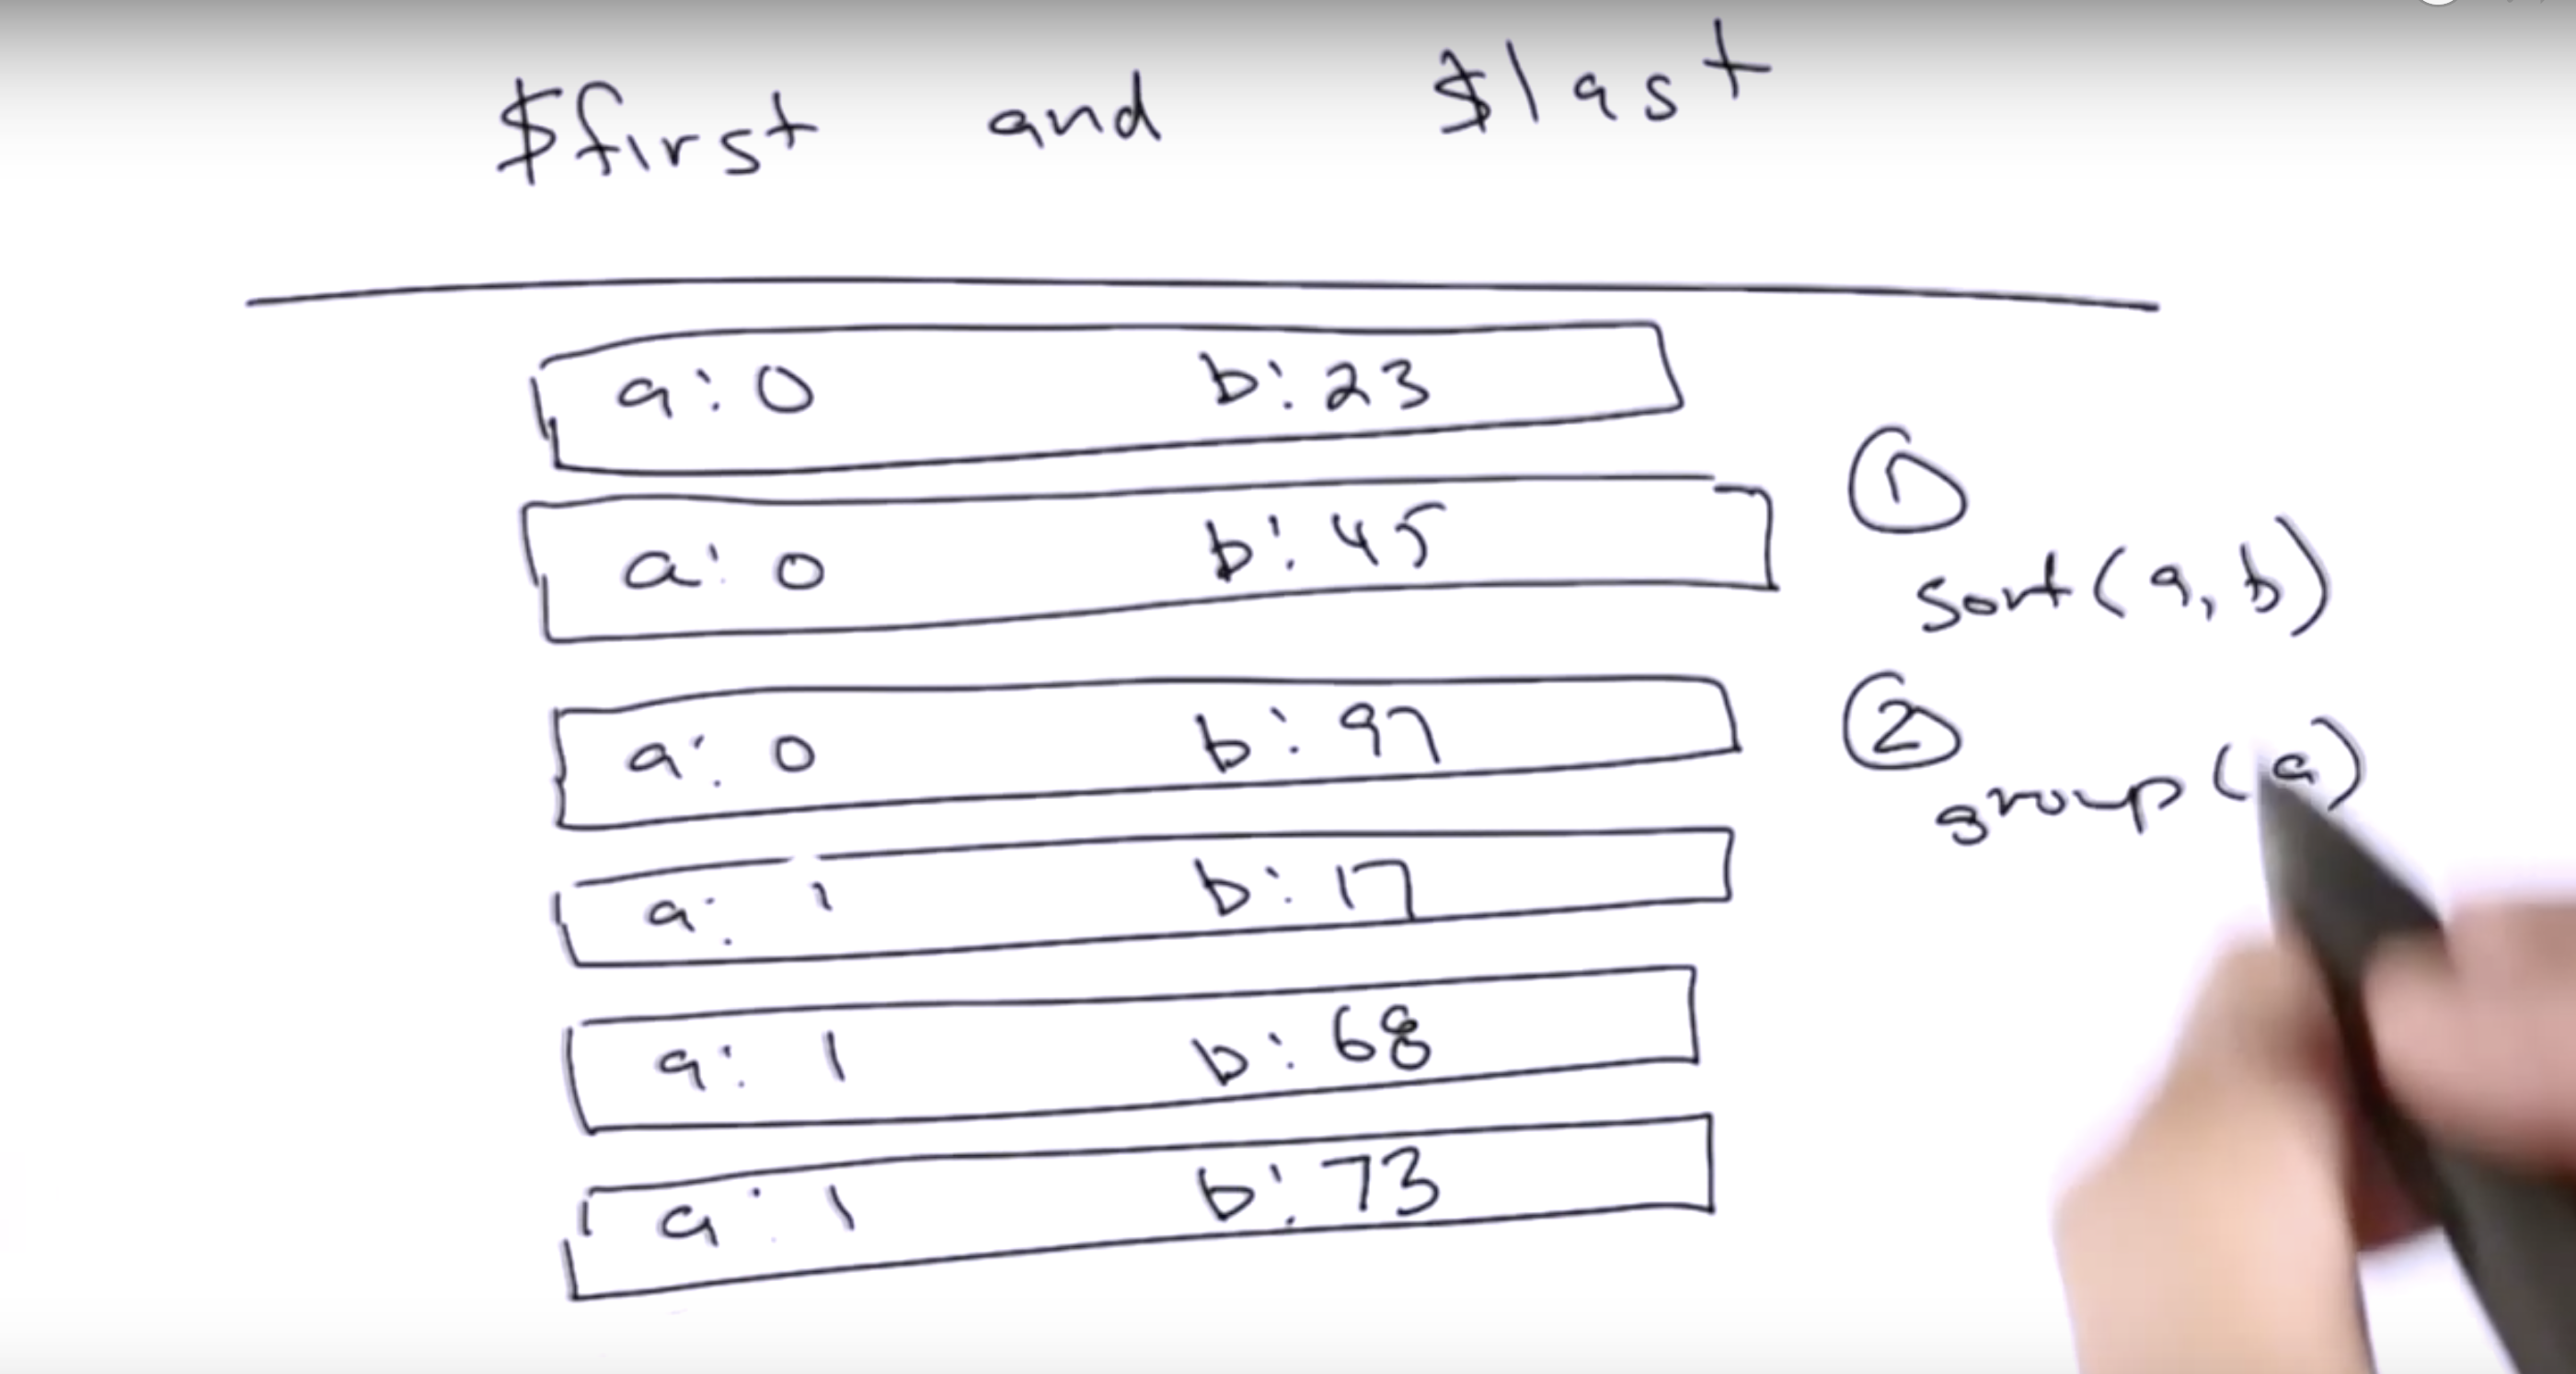 $first and $last
a: 0 b: 23
a: 0 b: 45
a: 0 b: 97
a: 1 b: 17
a: 1 b: 68
a: 1 b: 73
①
sort(a, b)
②
group(a)